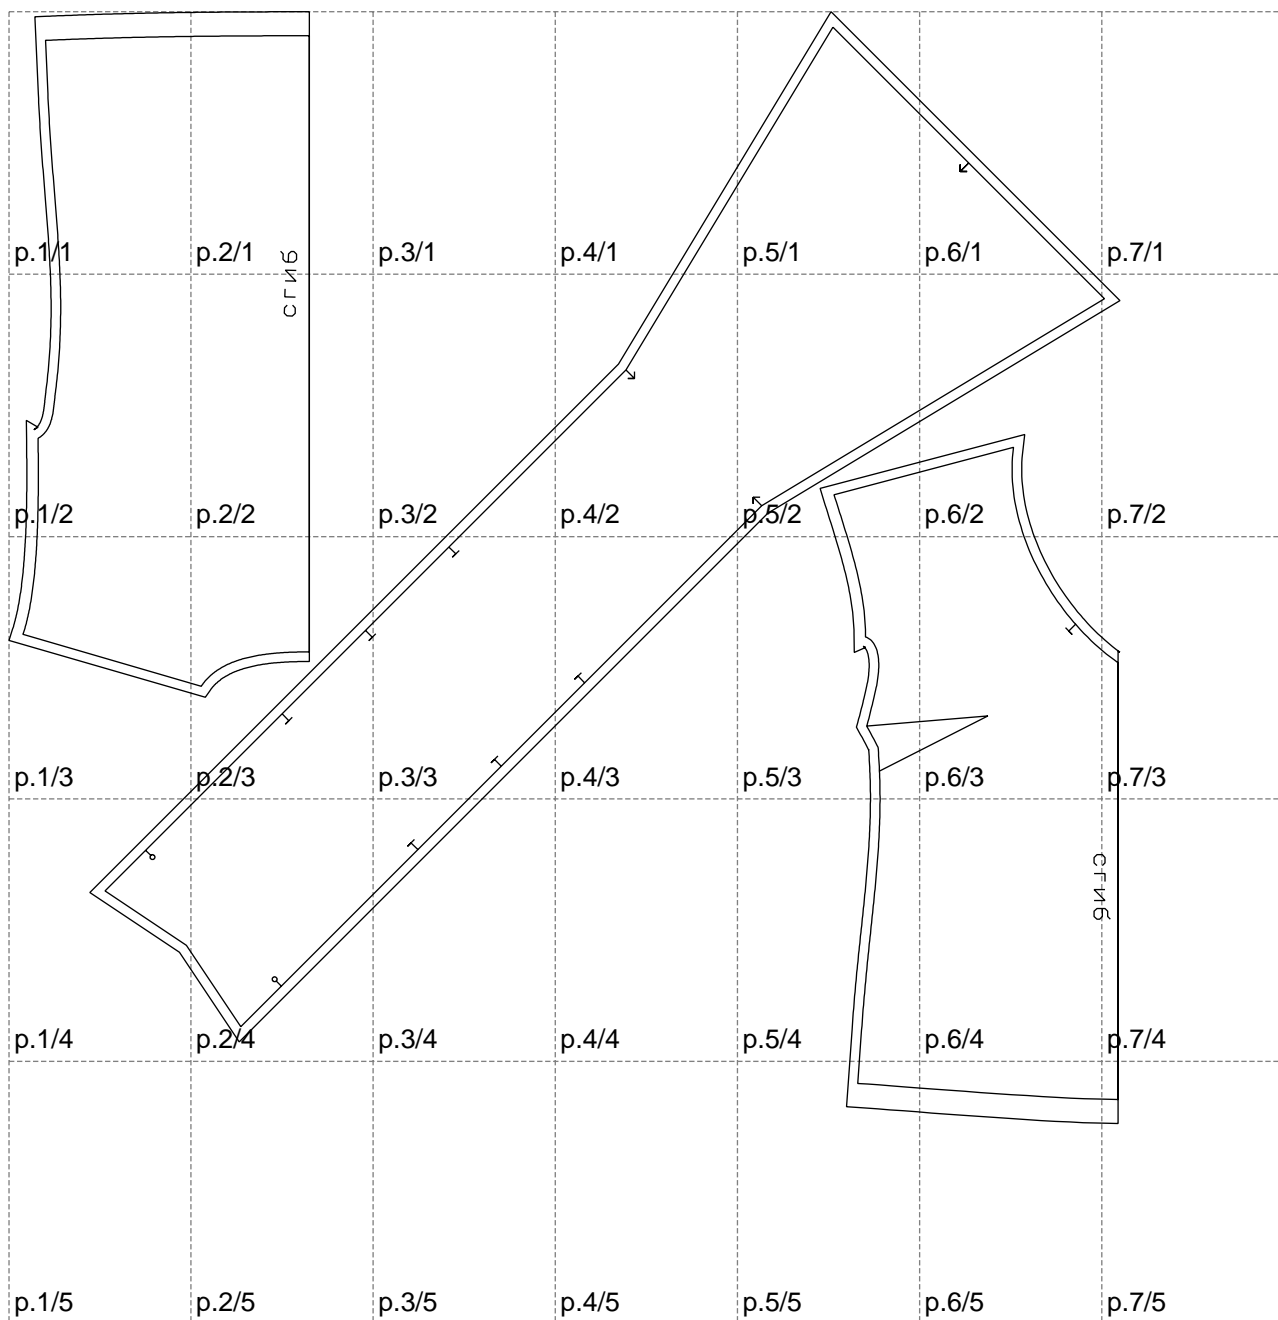 p.1/1 p.2/1 p.3/1 p.4/1 p.5/1 p.6/1 p.7/1
сгиб
p.1/2 p.2/2 p.3/2 p.4/2 p.5/2 p.6/2 p.7/2
p.1/3 p.2/3 p.3/3 p.4/3 p.5/3 p.6/3 p.7/3
сгиб
p.1/4 p.2/4 p.3/4 p.4/4 p.5/4 p.6/4 p.7/4
p.1/5 p.2/5 p.3/5 p.4/5 p.5/5 p.6/5 p.7/5